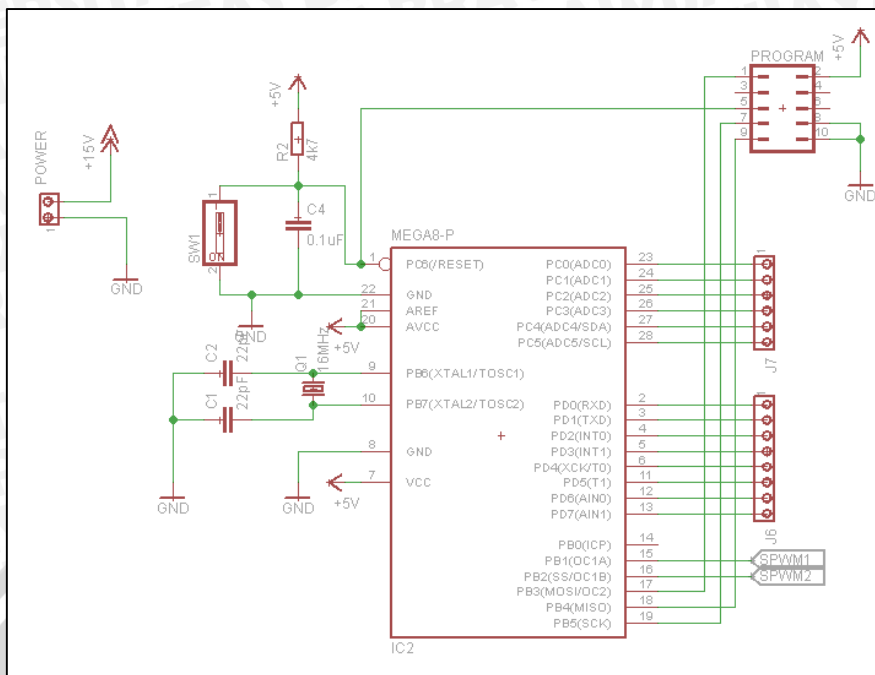 PROGRAM
+5V
1 2
3 4
5 6
7 8
9 10
GND
POWER
+15V
1
GND
+5V
R2
4k7
SW1
1
ON
2
C4
0.1uF
GND
MEGA8-P
1 PC6(/RESET)
22 GND
21 AREF
20 AVCC
+5V
9 PB6(XTAL1/TOSC1)
10 PB7(XTAL2/TOSC2)
8 GND
7 VCC
+5V
C2
22pF
C1
22pF
Q1
16MHz
GND
GND
PC0(ADC0) 23
PC1(ADC1) 24
PC2(ADC2) 25
PC3(ADC3) 26
PC4(ADC4/SDA) 27
PC5(ADC5/SCL) 28
1
J7
PD0(RXD) 2
PD1(TXD) 3
PD2(INT0) 4
PD3(INT1) 5
PD4(XCK/T0) 6
PD5(T1) 11
PD6(AIN0) 12
PD7(AIN1) 13
1
J6
PB0(ICP) 14
PB1(OC1A) 15
PB2(SS/OC1B) 16
PB3(MOSI/OC2) 17
PB4(MISO) 18
PB5(SCK) 19
SPWM1
SPWM2
IC2